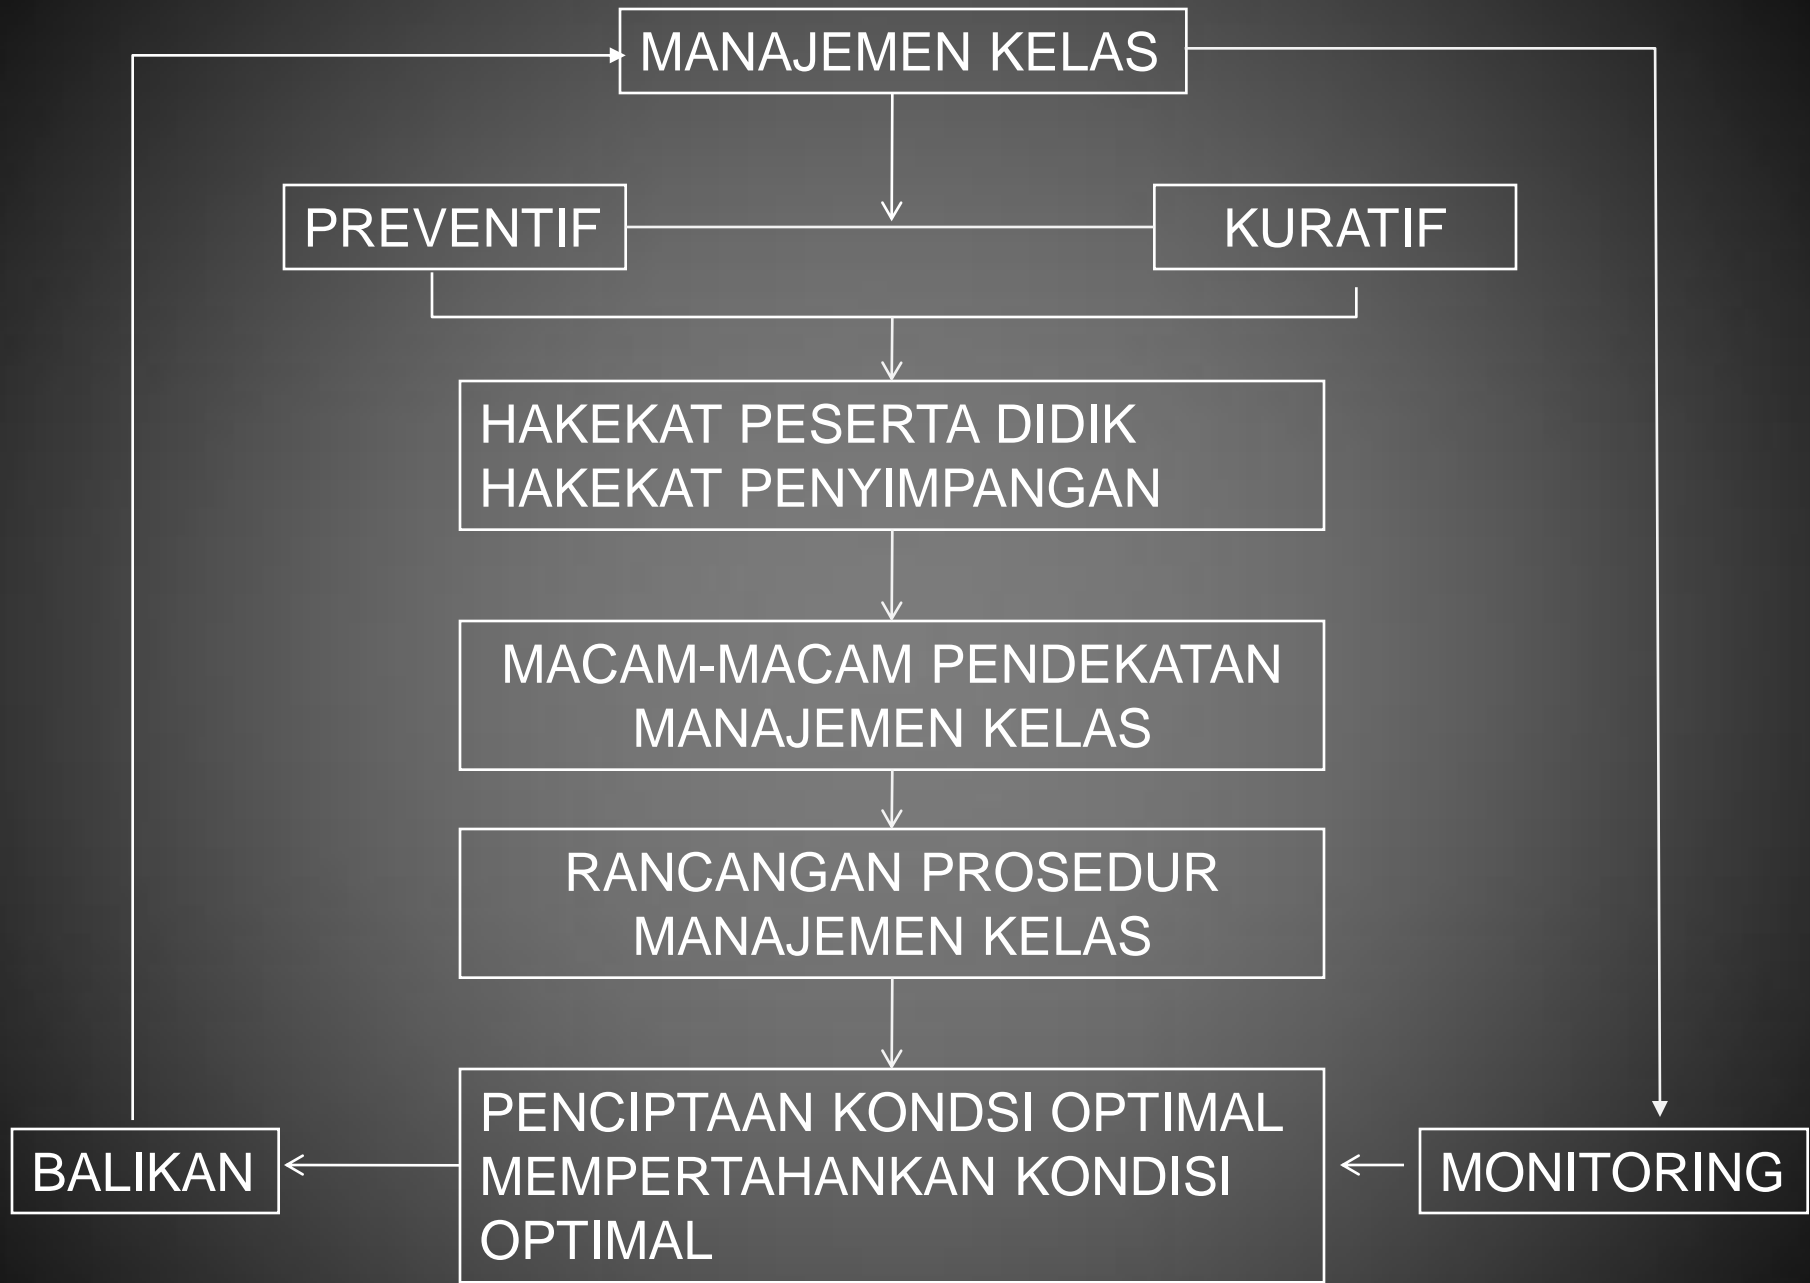 MANAJEMEN KELAS
PREVENTIF
KURATIF
HAKEKAT PESERTA DIDIK
HAKEKAT PENYIMPANGAN
MACAM-MACAM PENDEKATAN
MANAJEMEN KELAS
RANCANGAN PROSEDUR
MANAJEMEN KELAS
BALIKAN
PENCIPTAAN KONDSI OPTIMAL
MEMPERTAHANKAN KONDISI
OPTIMAL
MONITORING